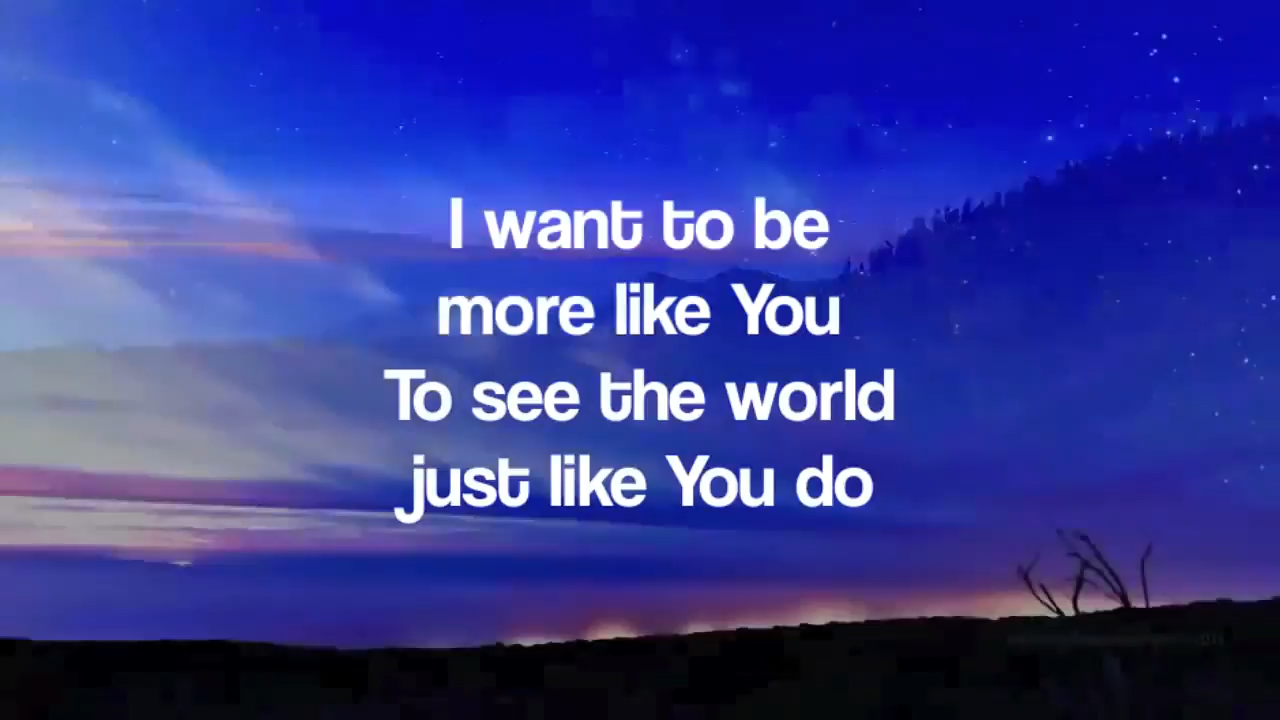 I want to be
more like You
To see the world
just like You do